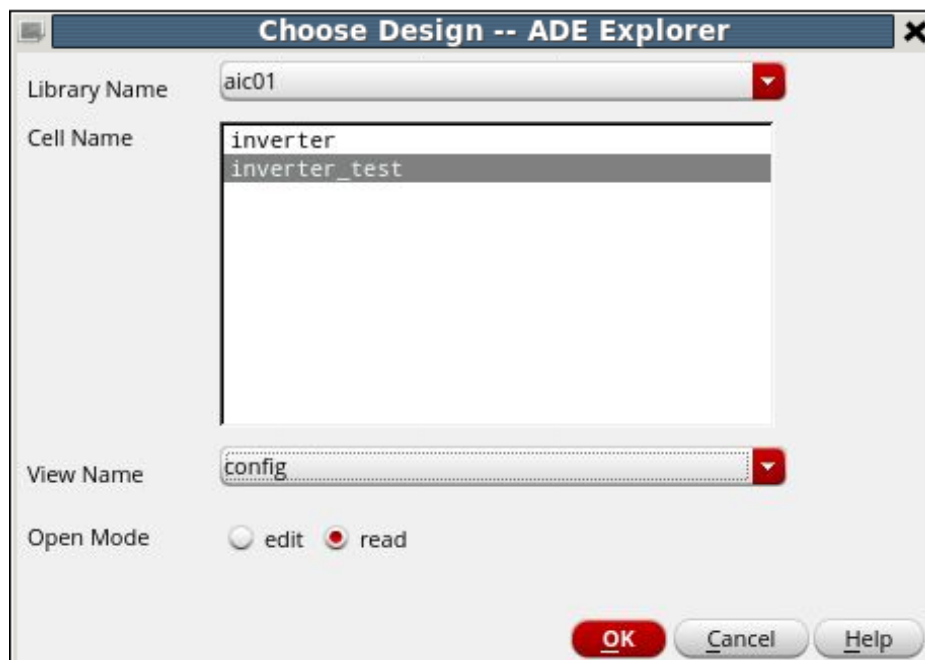 Choose Design -- ADE Explorer
Library Name aic01
Cell Name inverter
inverter_test
View Name config
Open Mode edit read
OK Cancel Help